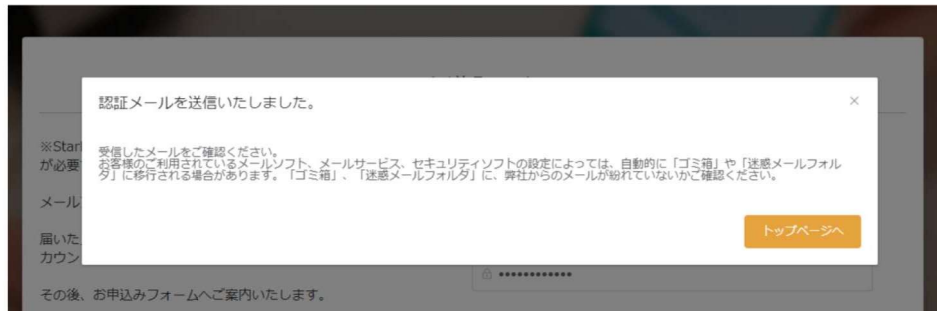 認証メールを送信いたしました。
×
受信したメールをご確認ください。
お客様のご利用されているメールソフト、メールサービス、セキュリティソフトの設定によっては、自動的に「ゴミ箱」や「迷惑メールフォル
ダ」に移行される場合があります。「ゴミ箱」、「迷惑メールフォルダ」に、弊社からのメールが紛れていないかご確認ください。
トップページへ
※Star
が必要
メール
届いた
カウン
••••••••••••
その後、お申込みフォームへご案内いたします。